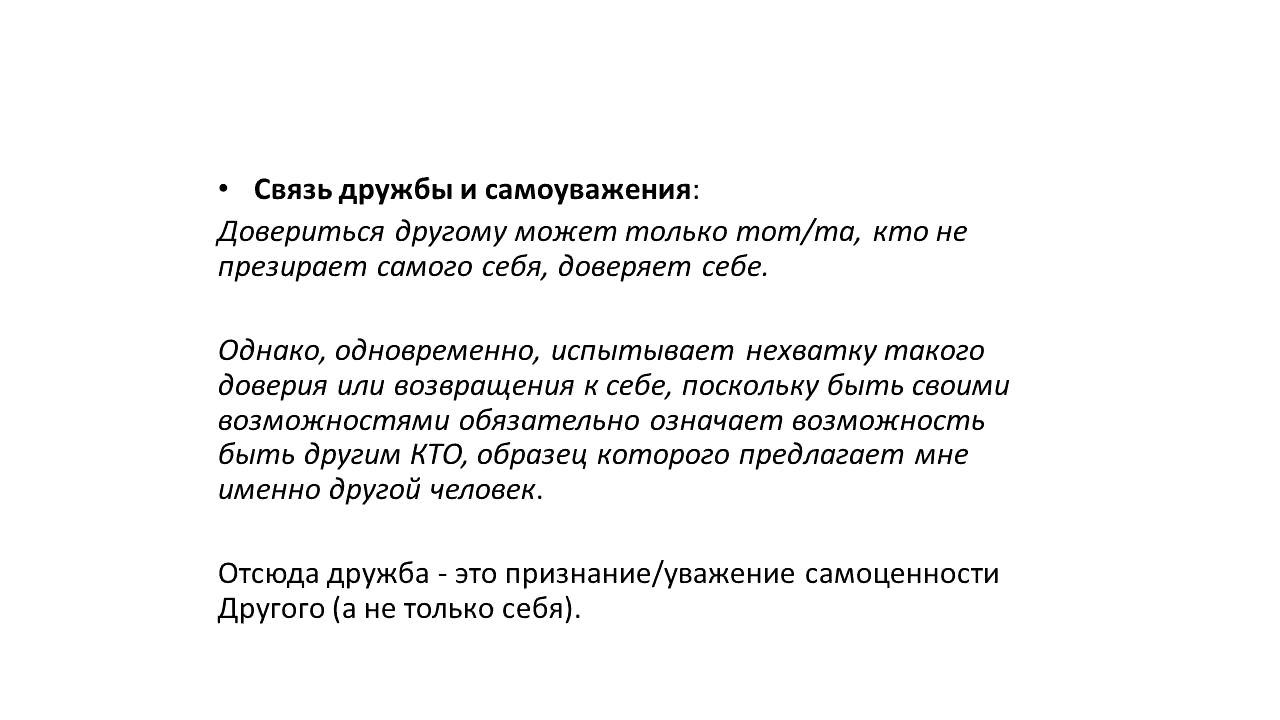 • Связь дружбы и самоуважения:
Довериться другому может только тот/та, кто не
презирает самого себя, доверяет себе.
Однако, одновременно, испытывает нехватку такого
доверия или возвращения к себе, поскольку быть своими
возможностями обязательно означает возможность
быть другим КТО, образец которого предлагает мне
именно другой человек.
Отсюда дружба - это признание/уважение самоценности
Другого (а не только себя).